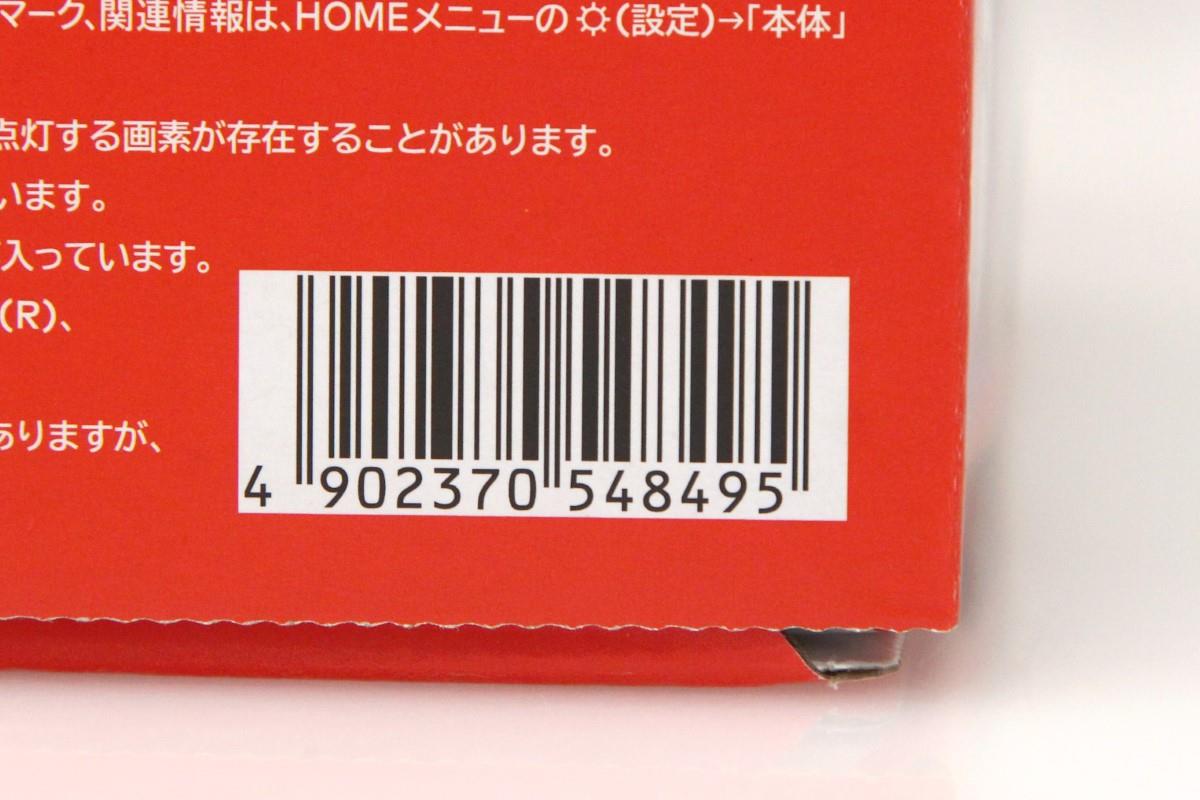 マーク、関連情報は、HOMEメニューの☼(設定)→「本体」
点灯する画素が存在することがあります。
います。
入っています。
(R)、
ありますが、
4 902370 548495